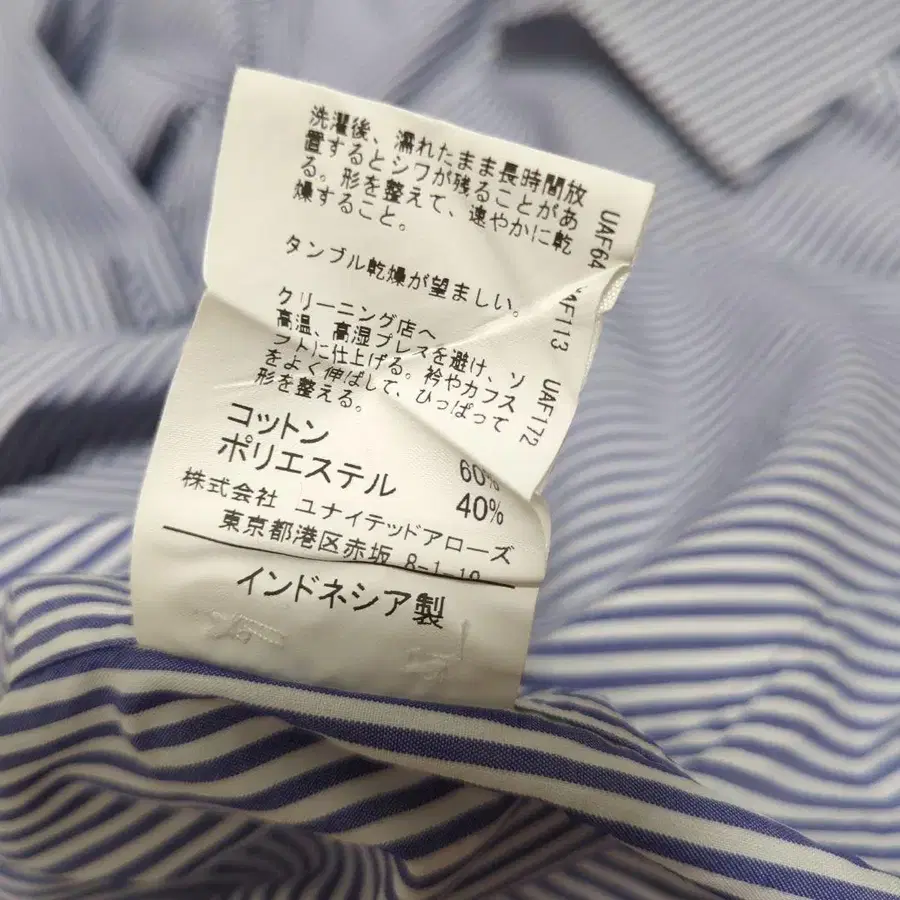 洗濯後、濡れたまま長時間放
置するとシワが残ることがあ
る。形を整えて、速やかに乾
燥すること。
タンブル乾燥が望ましい。
クリーニング店へ
高温、高湿プレスを避け、ソ
フトに仕上げる。衿やカフス
をよく伸ばして、ひっぱって
形を整える。
UAF64
UAF113
UAF172
コットン 60%
ポリエステル 40%
株式会社 ユナイテッドアローズ
東京都港区赤坂 8-1-19
インドネシア製